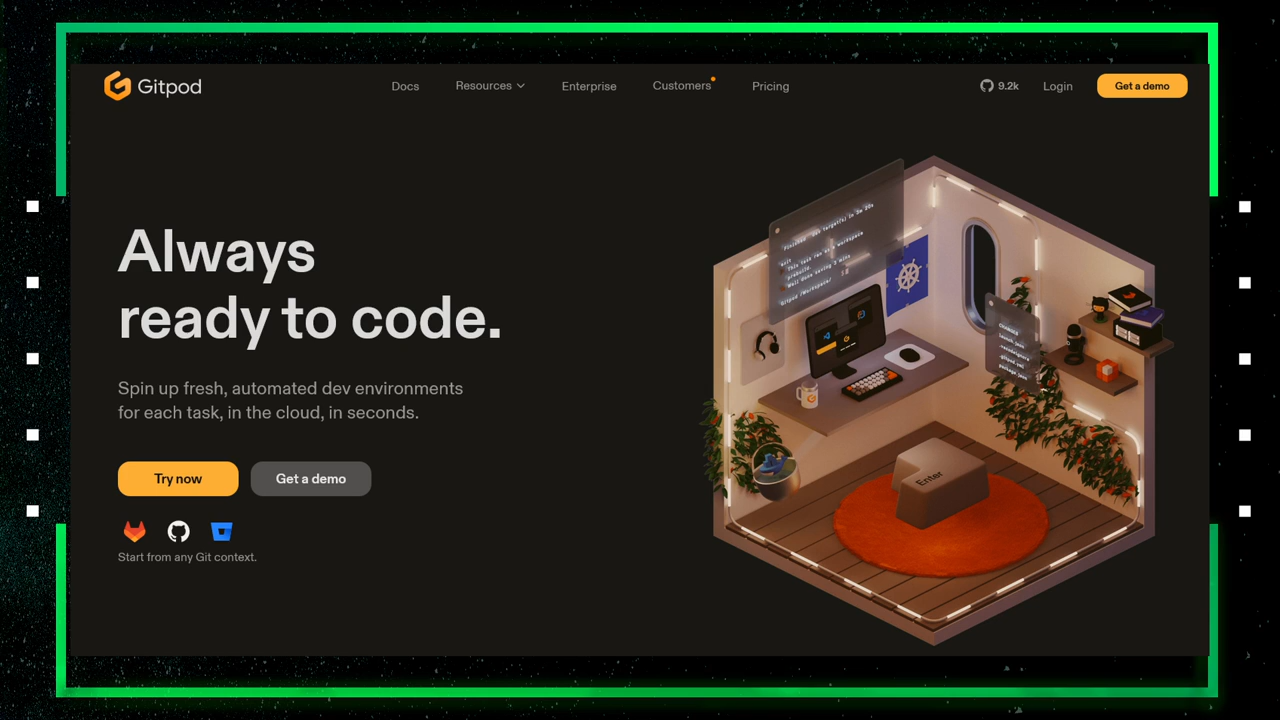 Gitpod
Docs
Resources
Enterprise
Customers
Pricing
9.2k
Login
Get a demo
Always
ready to code.
Spin up fresh, automated dev environments
for each task, in the cloud, in seconds.
Try now
Get a demo
Start from any Git context.
Enter